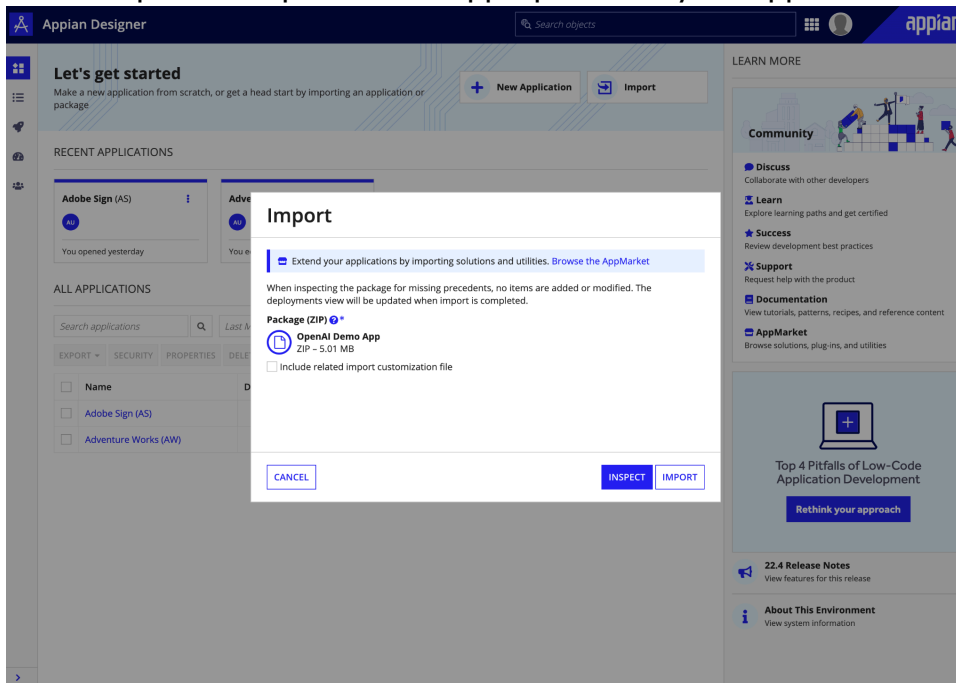 Appian Designer
Search objects
appian
Let's get started
Make a new application from scratch, or get a head start by importing an application or
package
New Application
Import
RECENT APPLICATIONS
Adobe Sign (AS)
AU
You opened yesterday
Adve
AU
You e
ALL APPLICATIONS
Search applications
Last M
EXPORT
SECURITY
PROPERTIES
DELE
Name
D
Adobe Sign (AS)
Adventure Works (AW)
Import
Extend your applications by importing solutions and utilities. Browse the AppMarket
When inspecting the package for missing precedents, no items are added or modified. The
deployments view will be updated when import is completed.
Package (ZIP) ? *
OpenAI Demo App
ZIP – 5.01 MB
Include related import customization file
CANCEL
INSPECT
IMPORT
LEARN MORE
Community
Discuss
Collaborate with other developers
Learn
Explore learning paths and get certified
Success
Review development best practices
Support
Request help with the product
Documentation
View tutorials, patterns, recipes, and reference content
AppMarket
Browse solutions, plug-ins, and utilities
Top 4 Pitfalls of Low-Code
Application Development
Rethink your approach
22.4 Release Notes
View features for this release
About This Environment
View system information